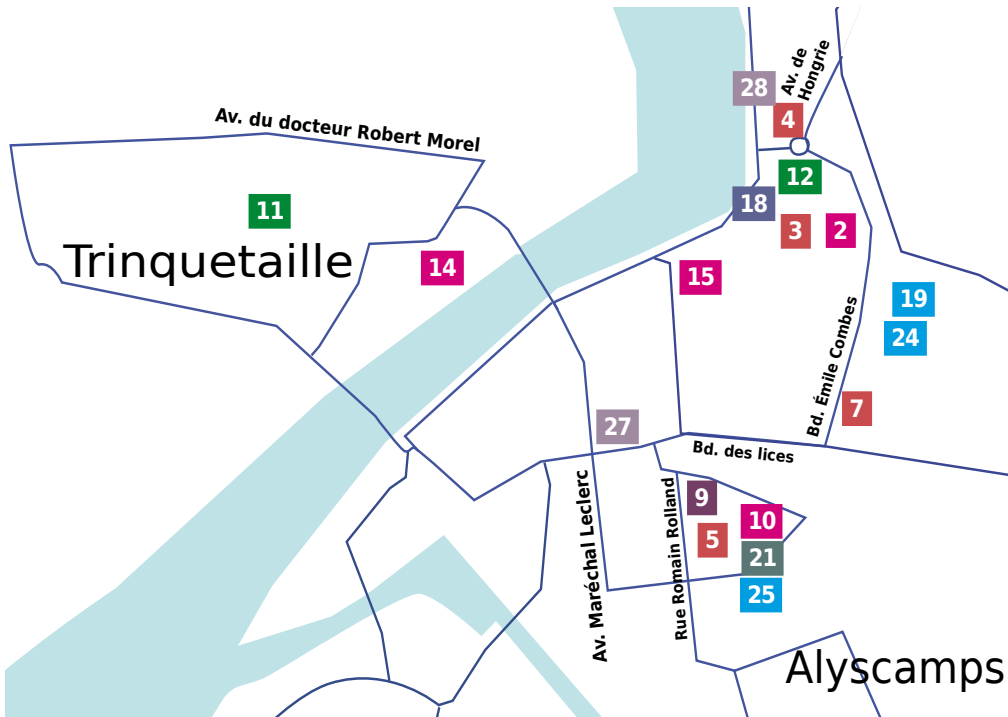 Av. de
Hongrie
28
4
Av. du docteur Robert Morel
12
11
18
3
2
Trinquetaille
14
15
19
24
Bd. Émile Combes
7
27
Bd. des lices
Av. Maréchal Leclerc
Rue Romain Rolland
9
10
5
21
25
Alyscamps